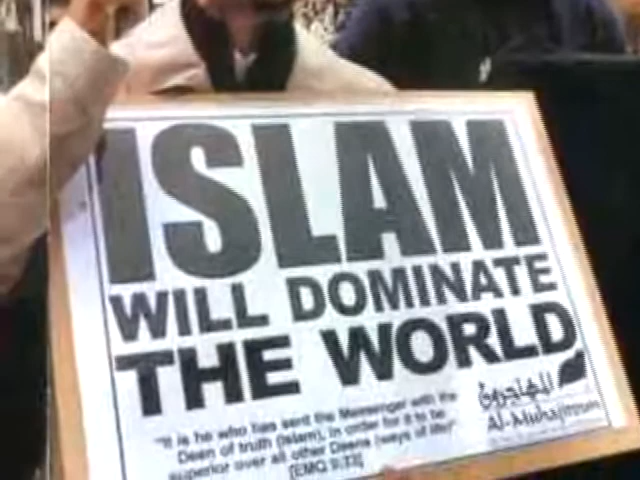 ISLAM
WILL DOMINATE
THE WORLD
"It is he who has sent the Messenger with the
Deen of truth (Islam), in order for it to be
superior over all other Deens (ways of life)"
[EMQ 9:33]
المهاجرون
Al-Muhajiroun